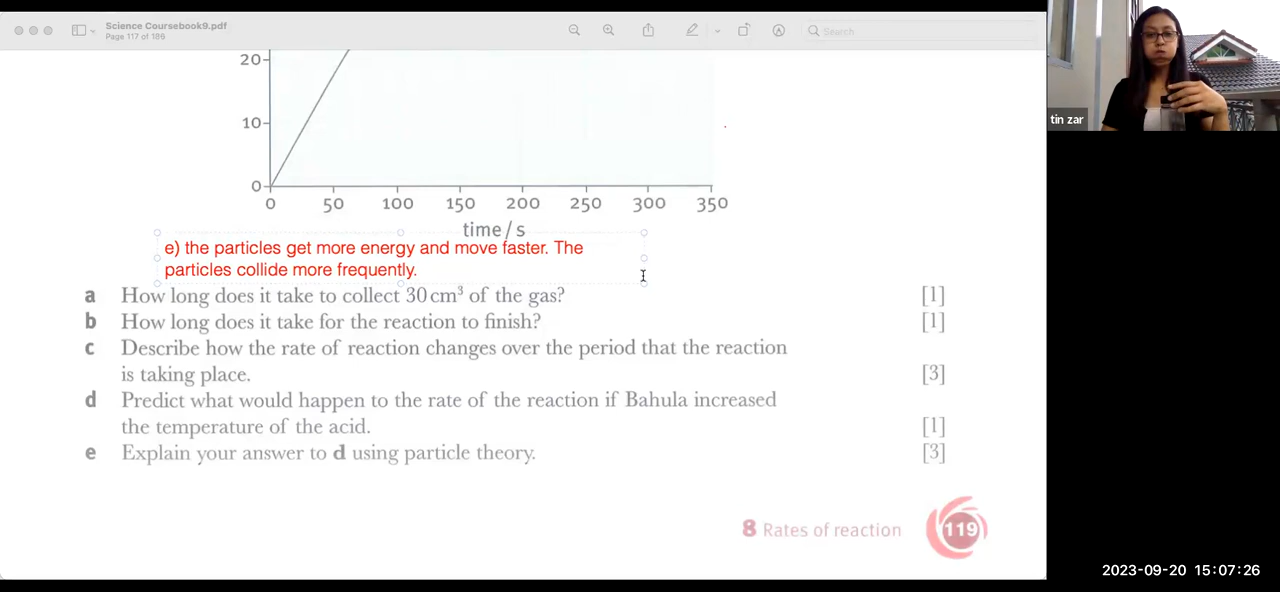 Science Coursebook9.pdf
Page 117 of 186
Search
tin zar
20
10
0
0 50 100 150 200 250 300 350
time/s
e) the particles get more energy and move faster. The
particles collide more frequently.
a How long does it take to collect 30 cm³ of the gas? [1]
b How long does it take for the reaction to finish? [1]
c Describe how the rate of reaction changes over the period that the reaction
is taking place. [3]
d Predict what would happen to the rate of the reaction if Bahula increased
the temperature of the acid. [1]
e Explain your answer to d using particle theory. [3]
8 Rates of reaction 119
2023-09-20 15:07:26